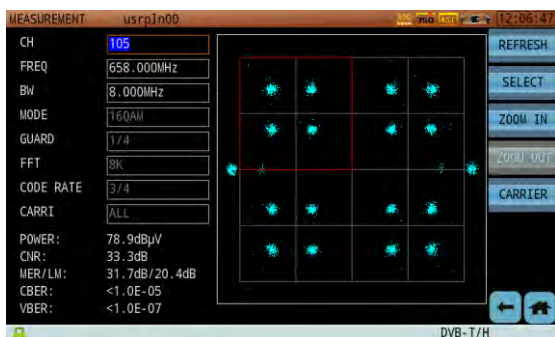 MEASUREMENT usrpIn00 750 12:06:47
CH 105
FREQ 658.000MHz
BW 8.000MHz
MODE 16QAM
GUARD 1/4
FFT 8K
CODE RATE 3/4
CARRI ALL
POWER: 78.9dBµV
CNR: 33.3dB
MER/LM: 31.7dB/20.4dB
CBER: <1.0E-05
VBER: <1.0E-07
REFRESH
SELECT
ZOOM IN
ZOOM OUT
CARRIER
DVB-T/H